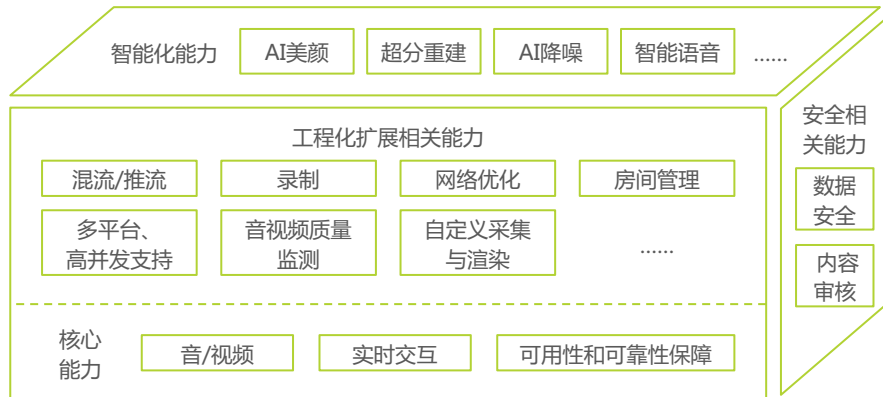 智能化能力 AI美颜 超分重建 AI降噪 智能语音 ……
工程化扩展相关能力
混流/推流 录制 网络优化 房间管理
多平台、
高并发支持
音视频质量
监测
自定义采集
与渲染
……
核心
能力
音/视频 实时交互 可用性和可靠性保障
安全相
关能力
数据
安全
内容
审核